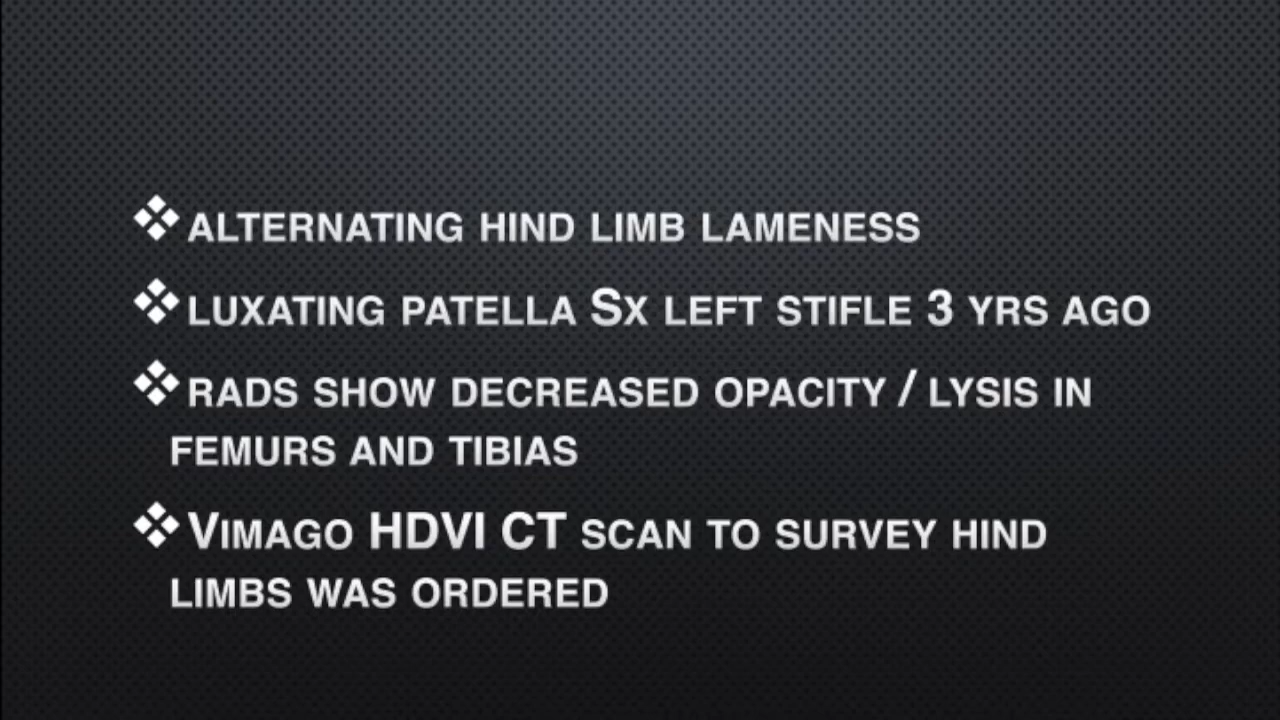 ❖ALTERNATING HIND LIMB LAMENESS
❖LUXATING PATELLA SX LEFT STIFLE 3 YRS AGO
❖RADS SHOW DECREASED OPACITY / LYSIS IN
FEMURS AND TIBIAS
❖VIMAGO HDVI CT SCAN TO SURVEY HIND
LIMBS WAS ORDERED